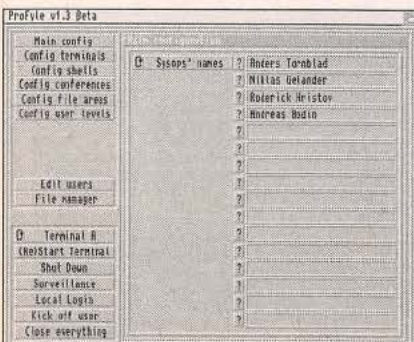 ProFyle v1.3 Beta
Main config
Config terminals
Config shells
Config conferences
Config file areas
Config user levels
Edit users
File manager
Terminal A
(Re)Start Terminal
Shut Down
Surveillance
Local Login
Kick off user
Close everything
Main configuration
Sysops' names
? Anders Tornblad
? Niklas Gelander
? Roderick Hristov
? Andreas Bodin
?
?
?
?
?
?
?
?
?
?